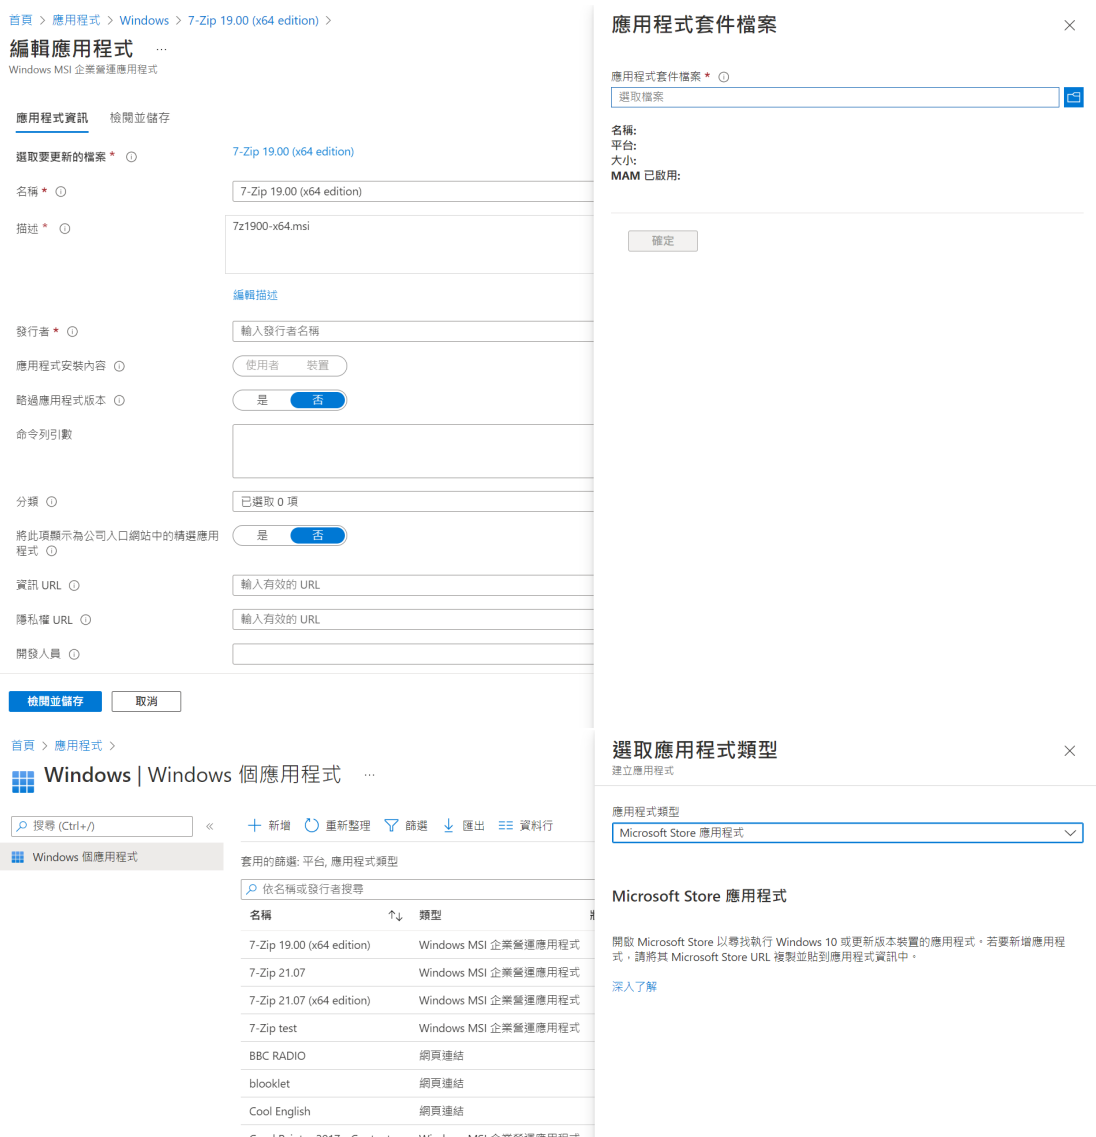 首頁 > 應用程式 > Windows > 7-Zip 19.00 (x64 edition) >
編輯應用程式 ...
Windows MSI 企業營運應用程式
應用程式資訊 檢閱並儲存
選取要更新的檔案 *
7-Zip 19.00 (x64 edition)
名稱 *
7-Zip 19.00 (x64 edition)
描述 *
7z1900-x64.msi
編輯描述
發行者 *
輸入發行者名稱
應用程式安裝內容
使用者 裝置
略過應用程式版本
是 否
命令列引數
分類
已選取 0 項
將此項顯示為公司入口網站中的精選應用
程式
是 否
資訊 URL
輸入有效的 URL
隱私權 URL
輸入有效的 URL
開發人員
檢閱並儲存 取消
應用程式套件檔案
應用程式套件檔案 *
選取檔案
名稱:
平台:
大小:
MAM 已啟用:
確定
首頁 > 應用程式 >
Windows | Windows 個應用程式 ...
搜尋 (Ctrl+/) «
Windows 個應用程式
新增 重新整理 篩選 匯出 資料行
套用的篩選: 平台, 應用程式類型
依名稱或發行者搜尋
名稱 ↑↓ 類型
7-Zip 19.00 (x64 edition) Windows MSI 企業營運應用程式
7-Zip 21.07 Windows MSI 企業營運應用程式
7-Zip 21.07 (x64 edition) Windows MSI 企業營運應用程式
7-Zip test Windows MSI 企業營運應用程式
BBC RADIO 網頁連結
blooklet 網頁連結
Cool English 網頁連結
選取應用程式類型
建立應用程式
應用程式類型
Microsoft Store 應用程式
Microsoft Store 應用程式
開啟 Microsoft Store 以尋找執行 Windows 10 或更新版本裝置的應用程式。若要新增應用程
式，請將其 Microsoft Store URL 複製並貼到應用程式資訊中。
深入了解